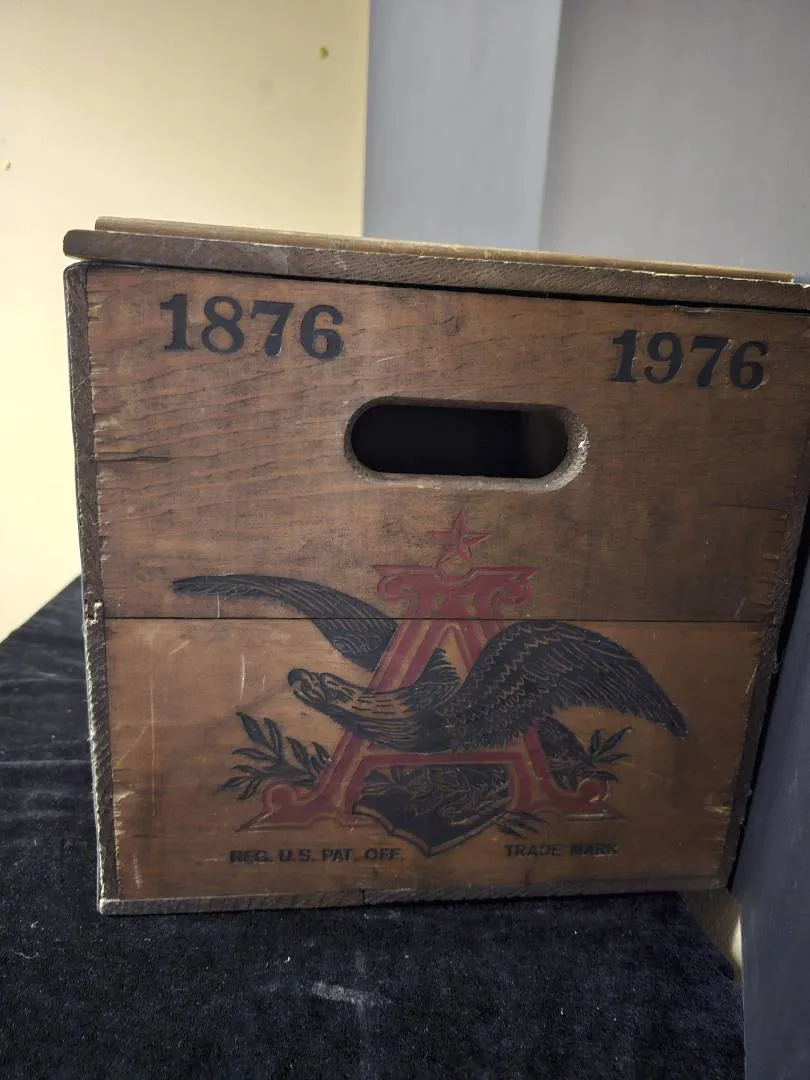 1876 1976
A
REG. U.S. PAT. OFF. TRADE MARK